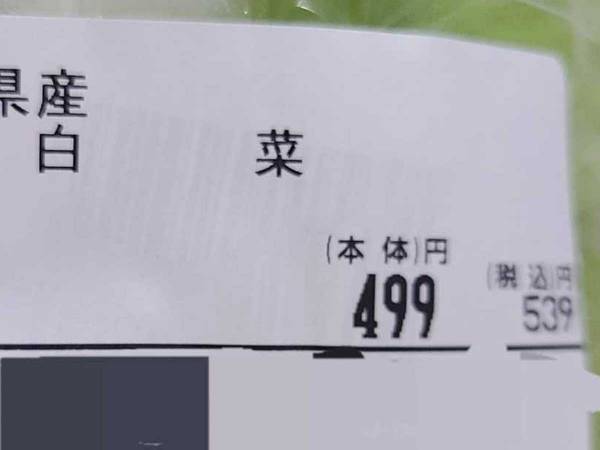 県産
白 菜
(本 体)円 (税 込)円
499 539